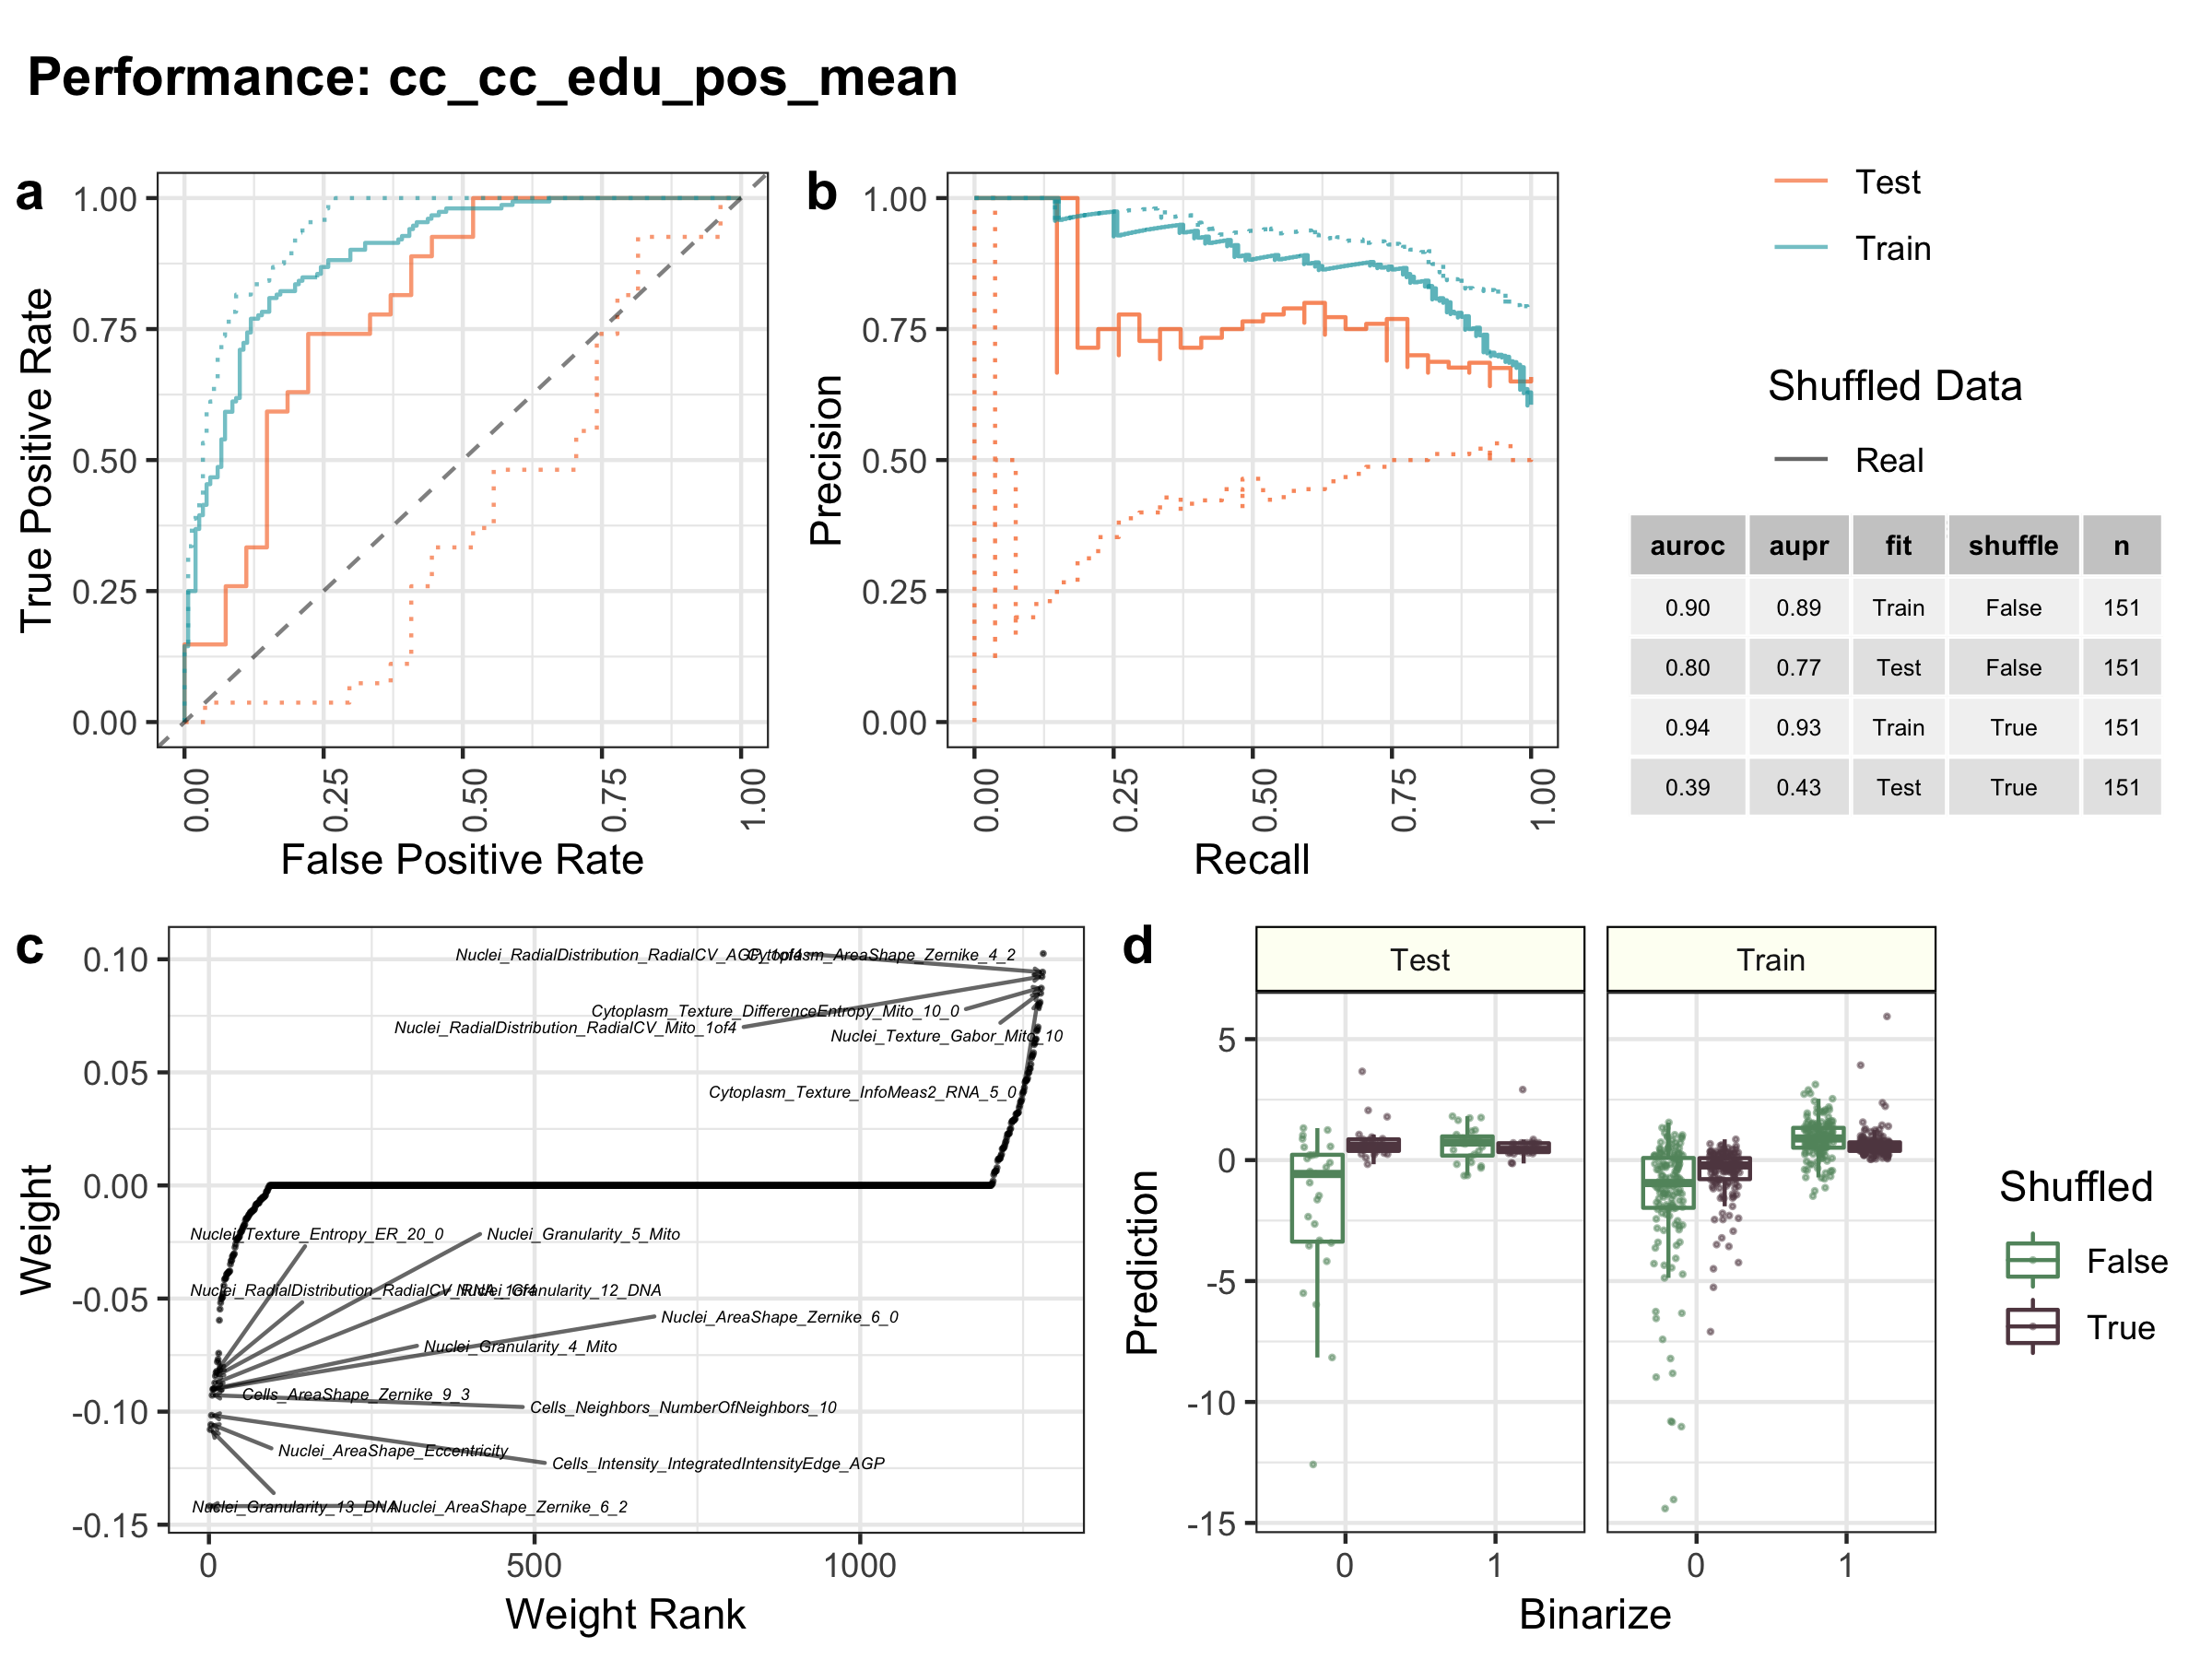 Performance: cc_cc_edu_pos_mean
a
1.00
0.75
0.50
0.25
0.00
True Positive Rate
0.00
0.25
0.50
0.75
1.00
False Positive Rate
b
1.00
0.75
0.50
0.25
0.00
Precision
0.00
0.25
0.50
0.75
1.00
Recall
Test
Train
Shuffled Data
Real
auroc aupr fit shuffle n
0.90 0.89 Train False 151
0.80 0.77 Test False 151
0.94 0.93 Train True 151
0.39 0.43 Test True 151
c
0.10
0.05
0.00
-0.05
-0.10
-0.15
Weight
Nuclei_RadialDistribution_RadialCV_AGP_1of4
Cytoplasm_AreaShape_Zernike_4_2
Cytoplasm_Texture_DifferenceEntropy_Mito_10_0
Nuclei_RadialDistribution_RadialCV_Mito_1of4
Nuclei_Texture_Gabor_Mito_10
Cytoplasm_Texture_InfoMeas2_RNA_5_0
Nuclei_Texture_Entropy_ER_20_0
Nuclei_Granularity_5_Mito
Nuclei_RadialDistribution_RadialCV_RNA_1of4
Nuclei_Granularity_12_DNA
Nuclei_AreaShape_Zernike_6_0
Nuclei_Granularity_4_Mito
Cells_AreaShape_Zernike_9_3
Cells_Neighbors_NumberOfNeighbors_10
Nuclei_AreaShape_Eccentricity
Cells_Intensity_IntegratedIntensityEdge_AGP
Nuclei_Granularity_13_DNA
Nuclei_AreaShape_Zernike_6_2
0
500
1000
Weight Rank
d
Test
Train
5
0
-5
-10
-15
Prediction
0
1
0
1
Binarize
Shuffled
False
True